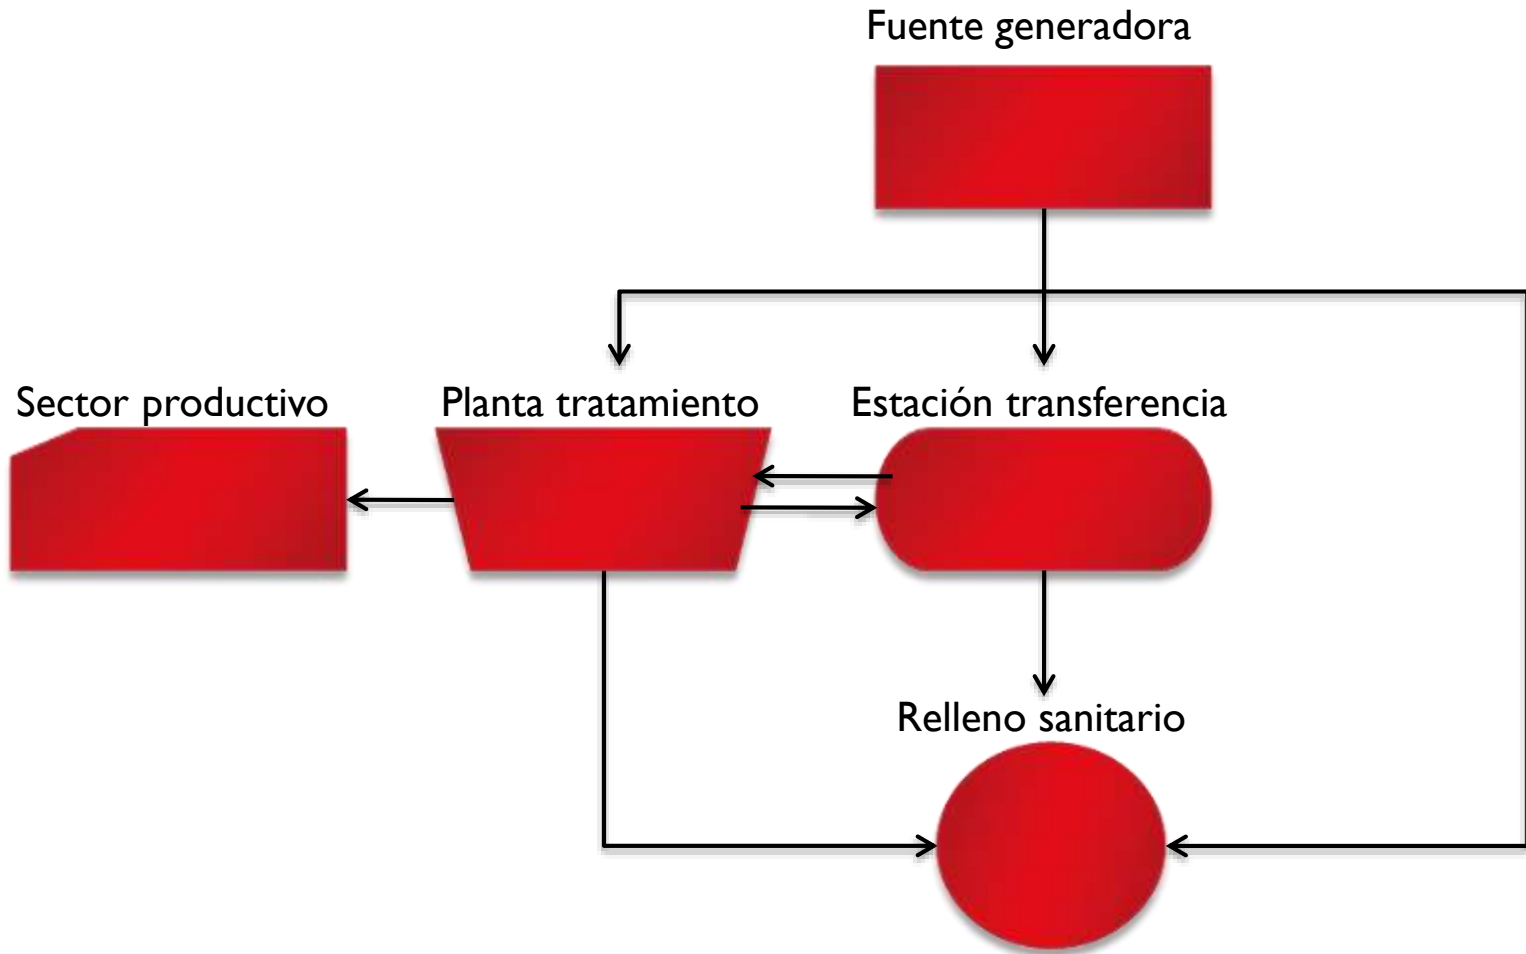 Fuente generadora
Sector productivo
Planta tratamiento
Estación transferencia
Relleno sanitario